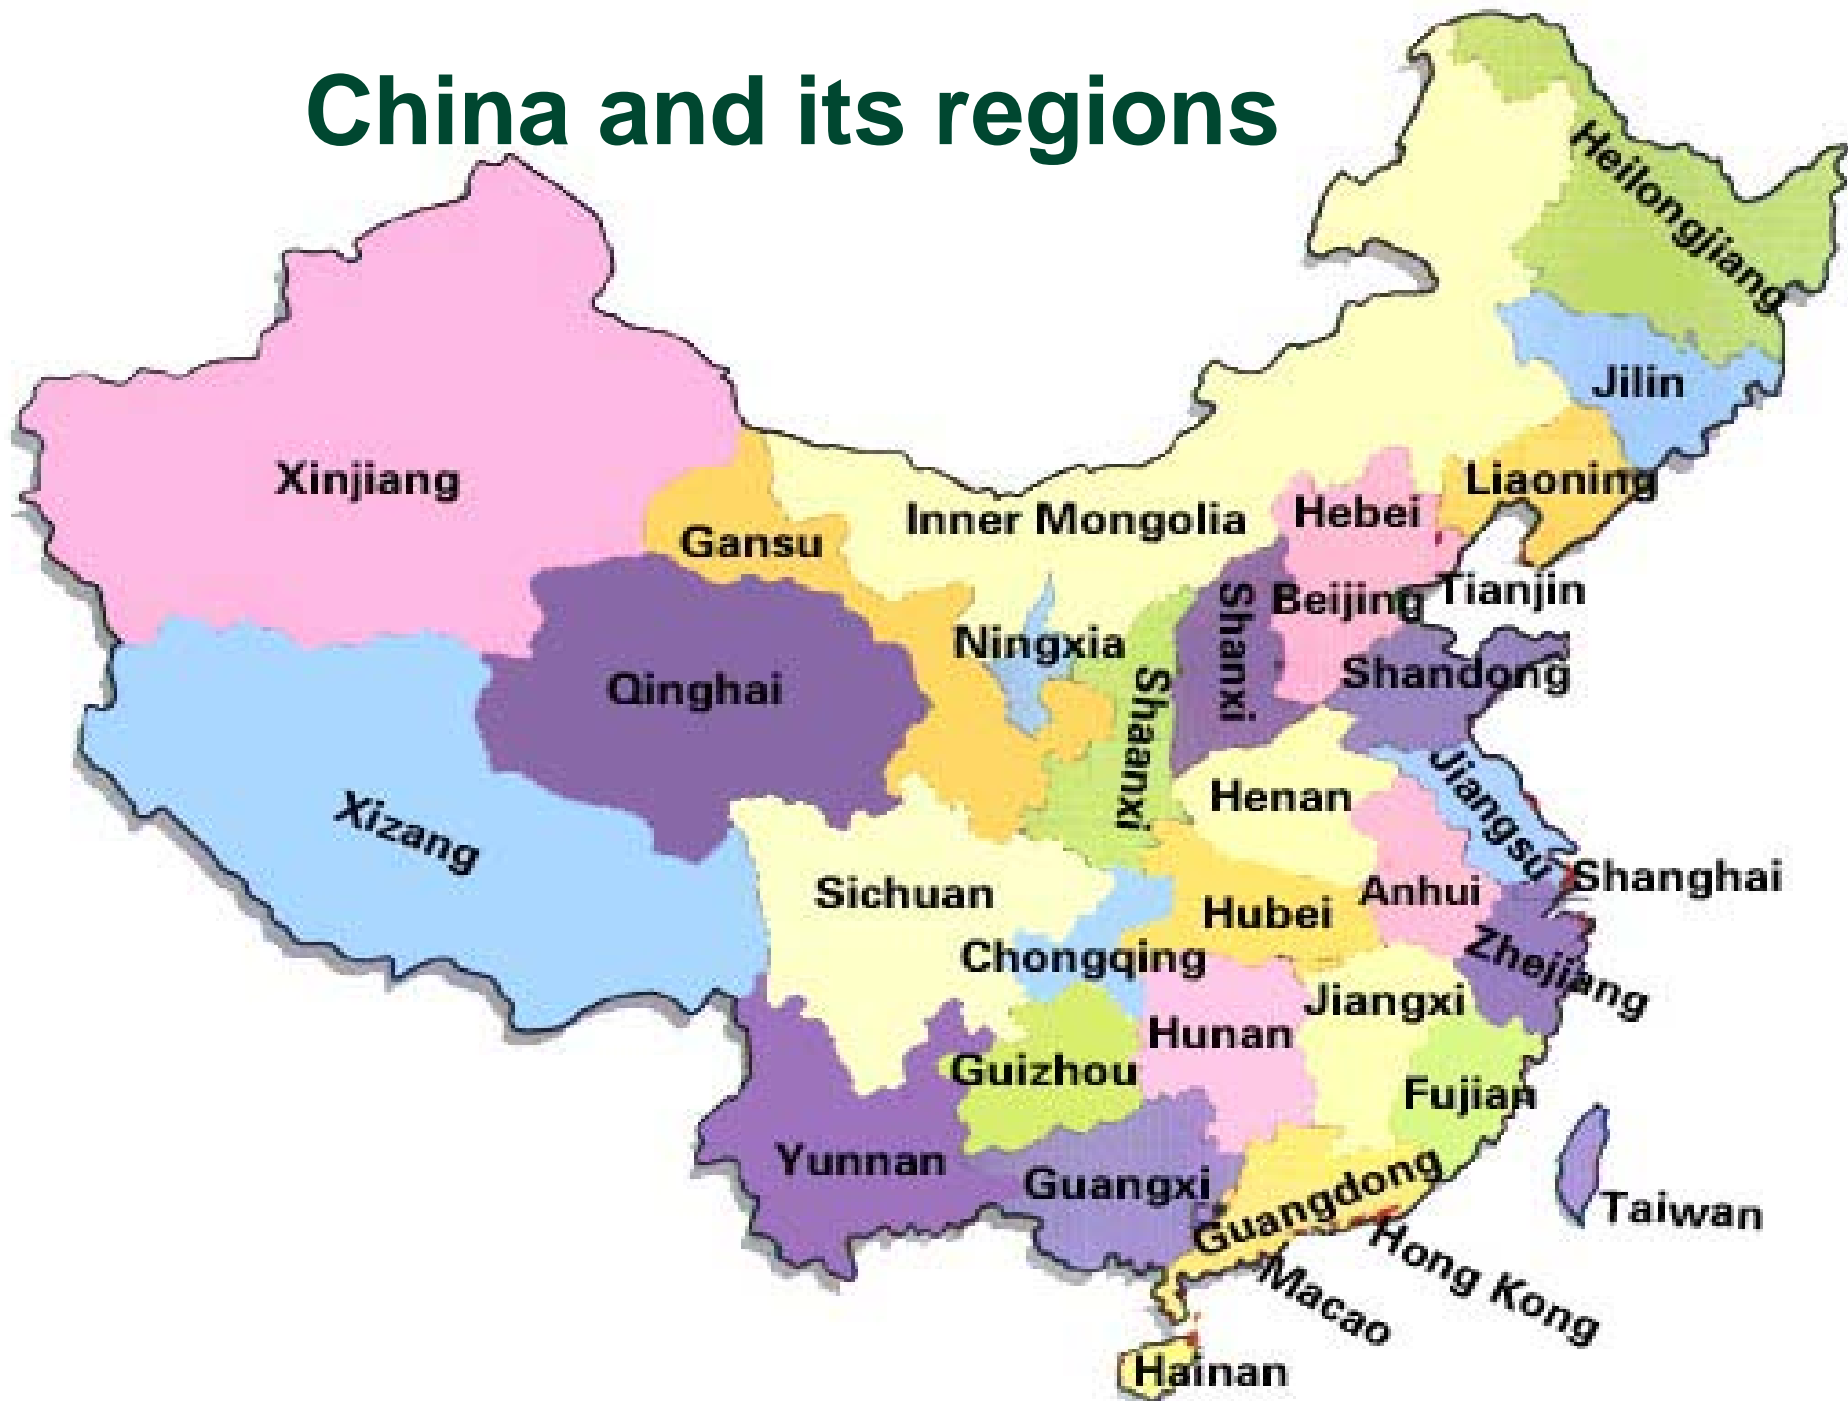 China and its regions
Heilongjiang
Jilin
Liaoning
Xinjiang
Gansu
Inner Mongolia
Hebei
Beijing
Tianjin
Shanxi
Ningxia
Shaanxi
Shandong
Qinghai
Xizang
Henan
Jiangsu
Shanghai
Sichuan
Hubei
Anhui
Chongqing
Zhejiang
Jiangxi
Hunan
Guizhou
Fujian
Yunnan
Guangxi
Guangdong
Taiwan
Hong Kong
Macao
Hainan